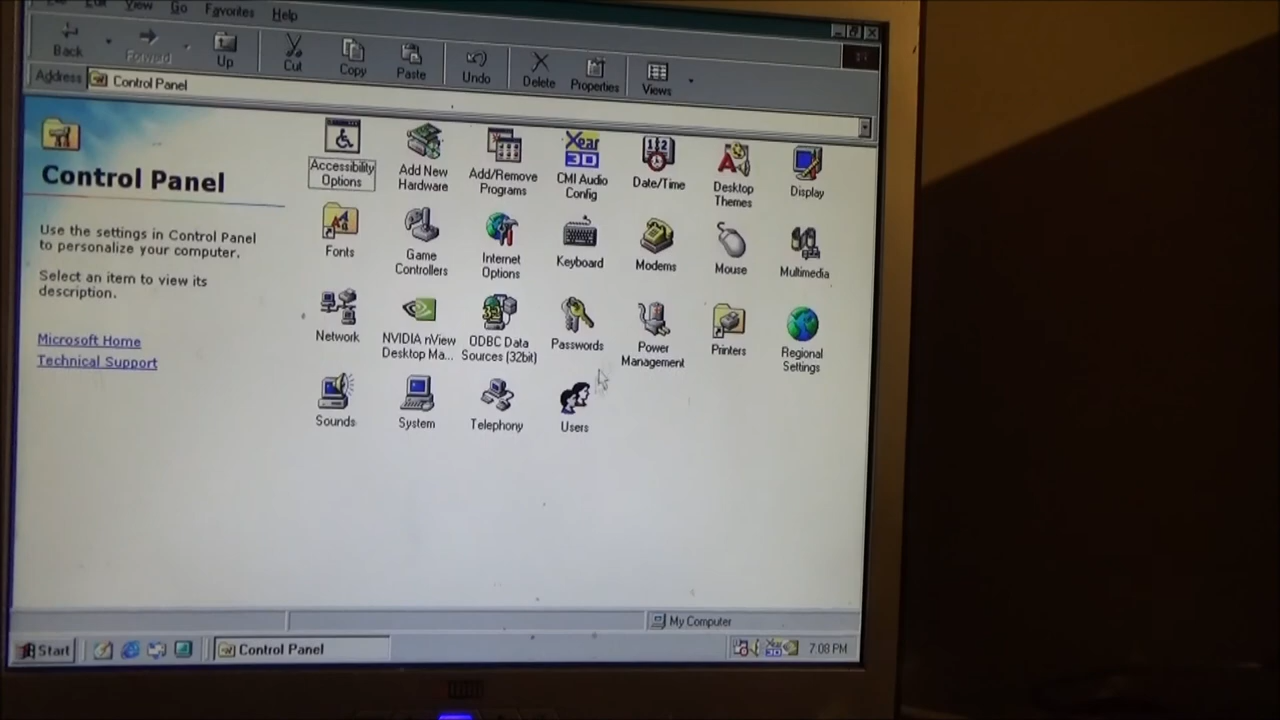 View Go Favorites Help
Back Forward Up Cut Copy Paste Undo Delete Properties Views
Address Control Panel
Control Panel
Use the settings in Control Panel
to personalize your computer.
Select an item to view its
description.
Microsoft Home
Technical Support
Accessibility
Options
Add New
Hardware
Add/Remove
Programs
Xear
3D
CMI Audio
Config
12
Date/Time
Desktop
Themes
Display
Fonts
Game
Controllers
Internet
Options
Keyboard
Modems
Mouse
Multimedia
Network
NVIDIA nView
Desktop Ma...
32
ODBC Data
Sources (32bit)
Passwords
Power
Management
Printers
Regional
Settings
Sounds
System
Telephony
Users
My Computer
Start Control Panel Xear 3D 7:08 PM